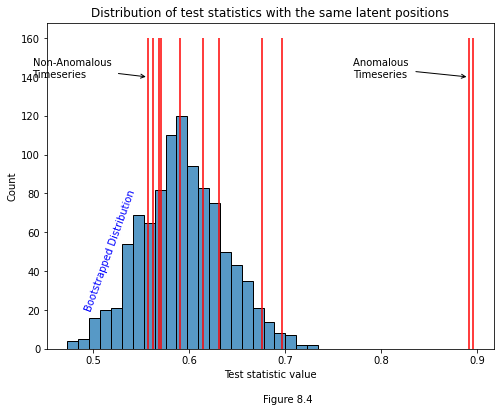 Distribution of test statistics with the same latent positions
160
140
120
100
80
60
40
20
0
Count
Non-Anomalous
Timeseries
Anomalous
Timeseries
Bootstrapped Distribution
0.5
0.6
0.7
0.8
0.9
Test statistic value
Figure 8.4